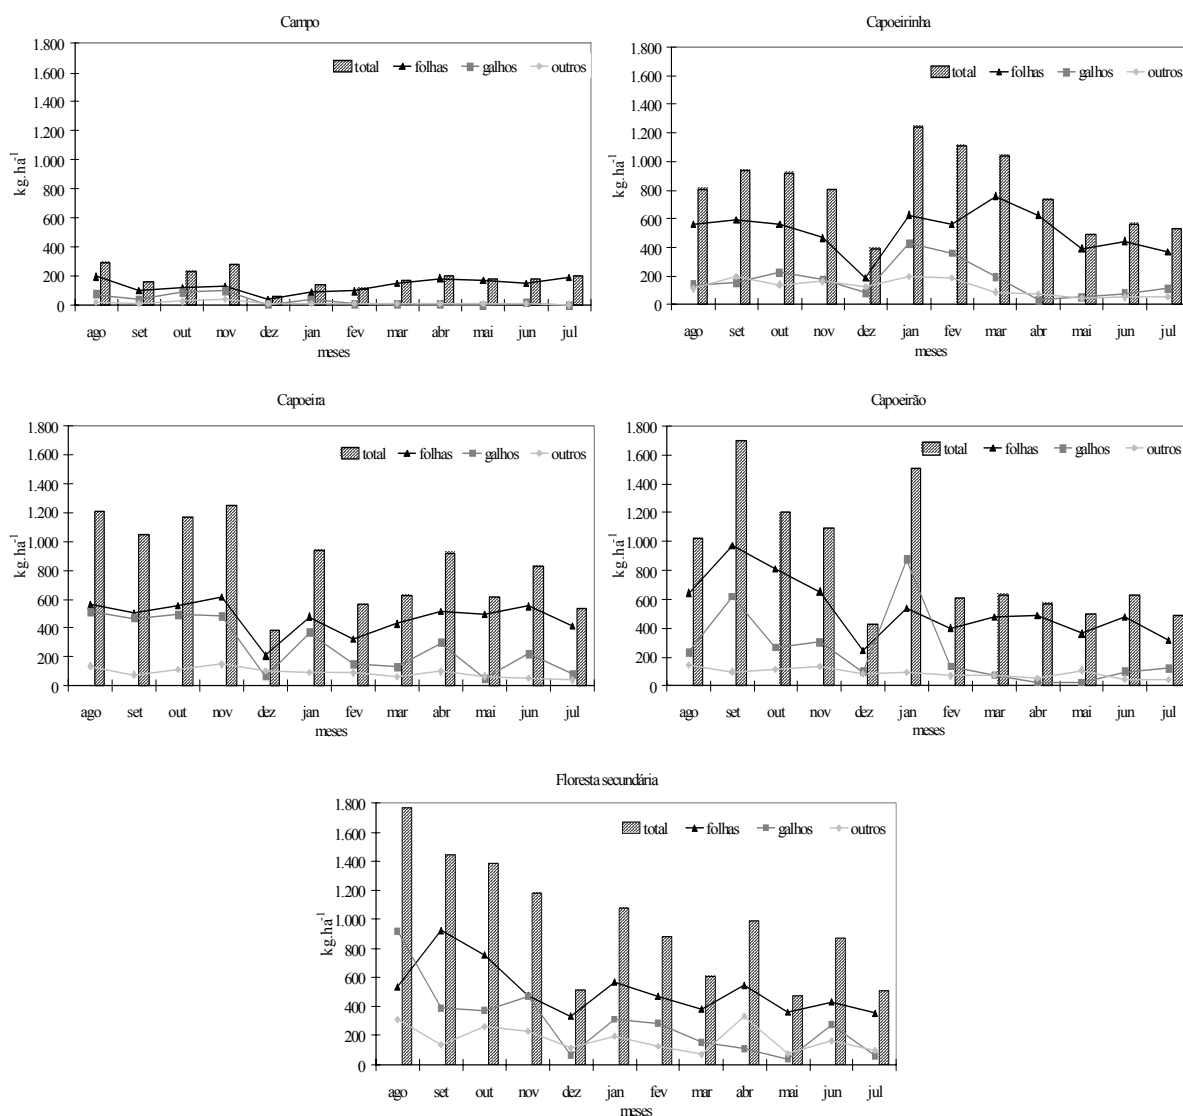 Campo
1.800
1.600
1.400
1.200
1.000
800
600
400
200
0
kg.ha⁻¹
total folhas galhos outros
ago set out nov dez jan fev mar abr mai jun jul
meses
Capoeirinha
1.800
1.600
1.400
1.200
1.000
800
600
400
200
0
kg.ha⁻¹
total folhas galhos outros
ago set out nov dez jan fev mar abr mai jun jul
meses
Capoeira
1.800
1.600
1.400
1.200
1.000
800
600
400
200
0
kg.ha⁻¹
total folhas galhos outros
ago set out nov dez jan fev mar abr mai jun jul
meses
Capoeirão
1.800
1.600
1.400
1.200
1.000
800
600
400
200
0
kg.ha⁻¹
total folhas galhos outros
ago set out nov dez jan fev mar abr mai jun jul
meses
Floresta secundária
1.800
1.600
1.400
1.200
1.000
800
600
400
200
0
kg.ha⁻¹
total folhas galhos outros
ago set out nov dez jan fev mar abr mai jun jul
meses